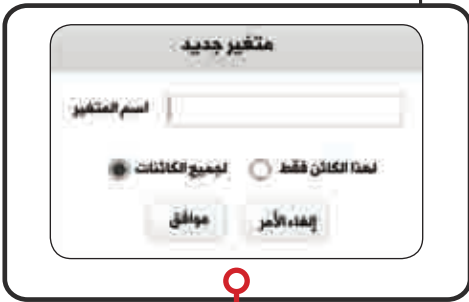 متغير جديد
اسم المتغير
لهذا الكائن فقط لجميع الكائنات
إلغاء الأمر موافق